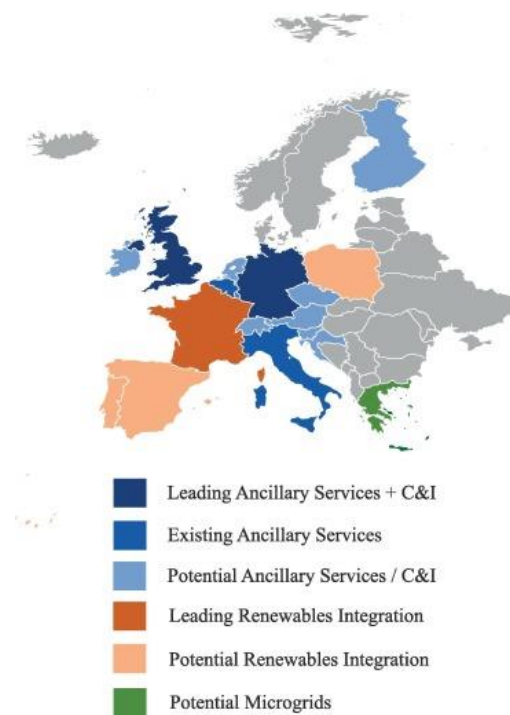 Leading Ancillary Services + C&I
Existing Ancillary Services
Potential Ancillary Services / C&I
Leading Renewables Integration
Potential Renewables Integration
Potential Microgrids